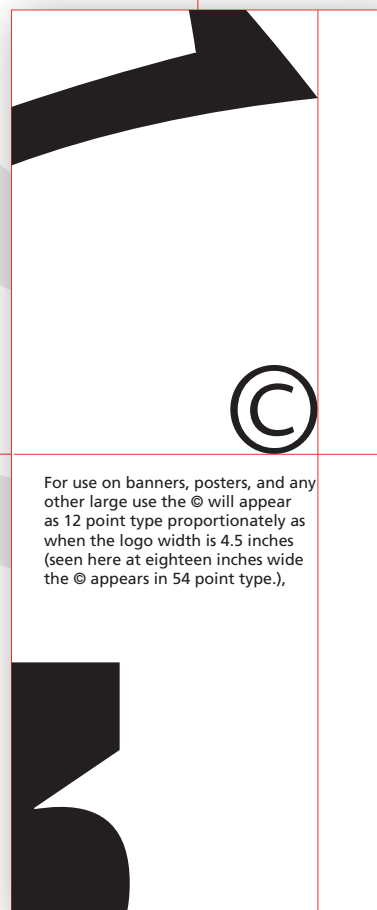 ©
For use on banners, posters, and any
other large use the © will appear
as 12 point type proportionately as
when the logo width is 4.5 inches
(seen here at eighteen inches wide
the © appears in 54 point type.),